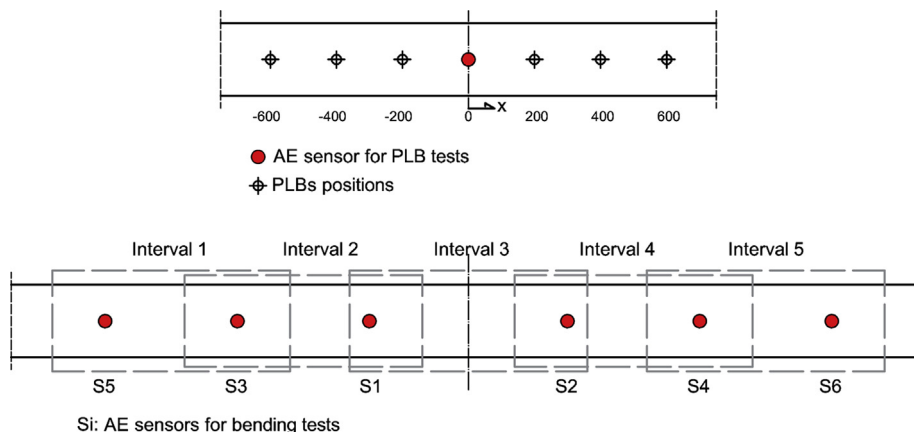 x
-600 -400 -200 0 200 400 600
AE sensor for PLB tests
PLBs positions
Interval 1 Interval 2 Interval 3 Interval 4 Interval 5
S5 S3 S1 S2 S4 S6
Si: AE sensors for bending tests